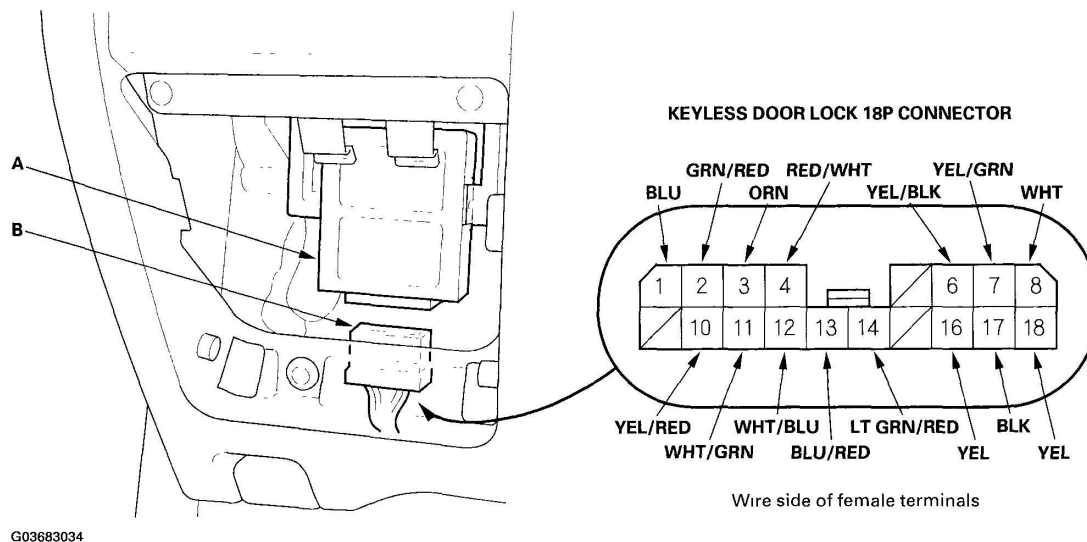 A
B
KEYLESS DOOR LOCK 18P CONNECTOR
GRN/RED RED/WHT YEL/GRN
BLU ORN YEL/BLK WHT
1 2 3 4 6 7 8
10 11 12 13 14 16 17 18
YEL/RED WHT/BLU LT GRN/RED BLK
WHT/GRN BLU/RED YEL YEL
Wire side of female terminals
G03683034